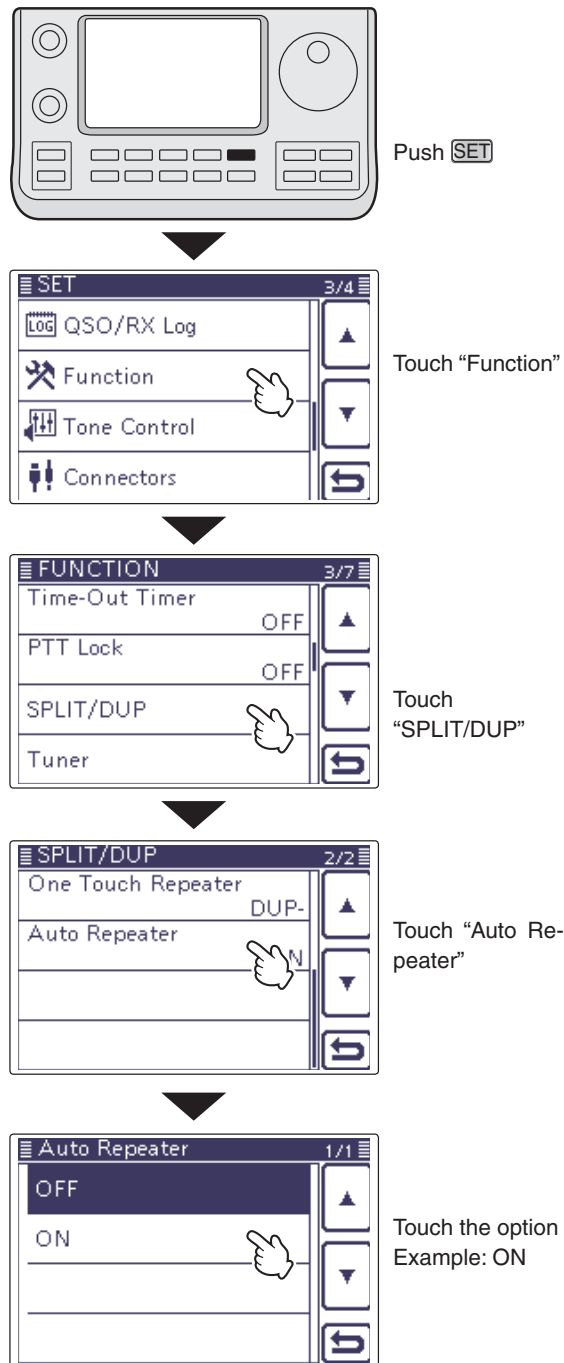 Push SET
SET 3/4
LOG QSO/RX Log
Function
Touch “Function”
Tone Control
Connectors
FUNCTION 3/7
Time-Out Timer
OFF
PTT Lock
OFF
SPLIT/DUP
Touch
“SPLIT/DUP”
Tuner
SPLIT/DUP 2/2
One Touch Repeater
DUP-
Auto Repeater
N
Touch “Auto Re-
peater”
Auto Repeater 1/1
OFF
ON
Touch the option
Example: ON